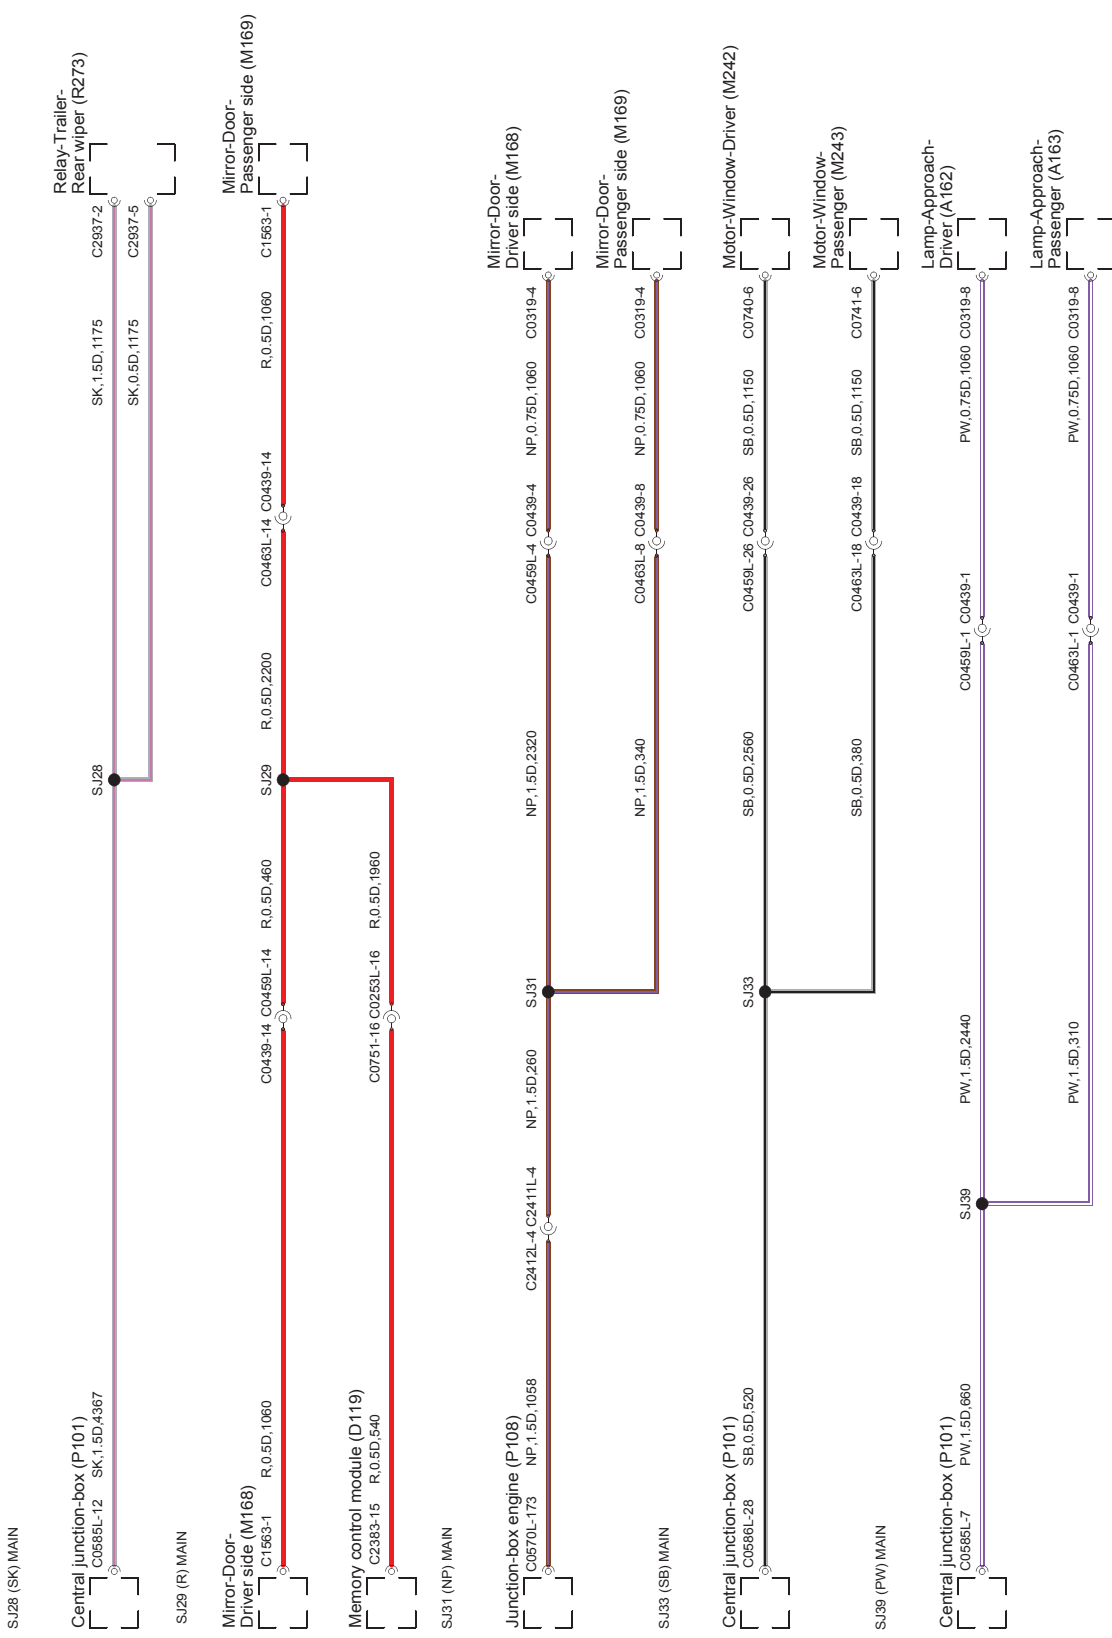 SJ28 (SK) MAIN
Central junction-box (P101)
C0585L-12 SK,1.5D,4367
SJ28
SK,1.5D,1175
C2937-2
SK,0.5D,1175
C2937-5
Relay-Trailer-
Rear wiper (R273)
SJ29 (R) MAIN
Mirror-Door-
Driver side (M168)
C1563-1 R,0.5D,1060
C0439-14 C0459L-14
R,0.5D,460
SJ29
R,0.5D,2200
C0463L-14 C0439-14
R,0.5D,1060
C1563-1
Mirror-Door-
Passenger side (M169)
Memory control module (D119)
C2383-15 R,0.5D,540
C0751-16 C0253L-16
R,0.5D,1960
SJ31 (NP) MAIN
Junction-box engine (P108)
C0570L-173 NP,1.5D,1058
C2412L-4 C2411L-4
NP,1.5D,260
SJ31
NP,1.5D,2320
C0459L-4 C0439-4
NP,0.75D,1060
C0319-4
Mirror-Door-
Driver side (M168)
NP,1.5D,340
C0463L-8 C0439-8
NP,0.75D,1060
C0319-4
Mirror-Door-
Passenger side (M169)
SJ33 (SB) MAIN
Central junction-box (P101)
C0586L-28 SB,0.5D,520
SJ33
SB,0.5D,2560
C0459L-26 C0439-26
SB,0.5D,1150
C0740-6
Motor-Window-Driver (M242)
SB,0.5D,380
C0463L-18 C0439-18
SB,0.5D,1150
C0741-6
Motor-Window-
Passenger (M243)
SJ39 (PW) MAIN
Central junction-box (P101)
C0585L-7 PW,1.5D,660
SJ39
PW,1.5D,2440
C0459L-1 C0439-1
PW,0.75D,1060 C0319-8
Lamp-Approach-
Driver (A162)
PW,1.5D,310
C0463L-1 C0439-1
PW,0.75D,1060 C0319-8
Lamp-Approach-
Passenger (A163)